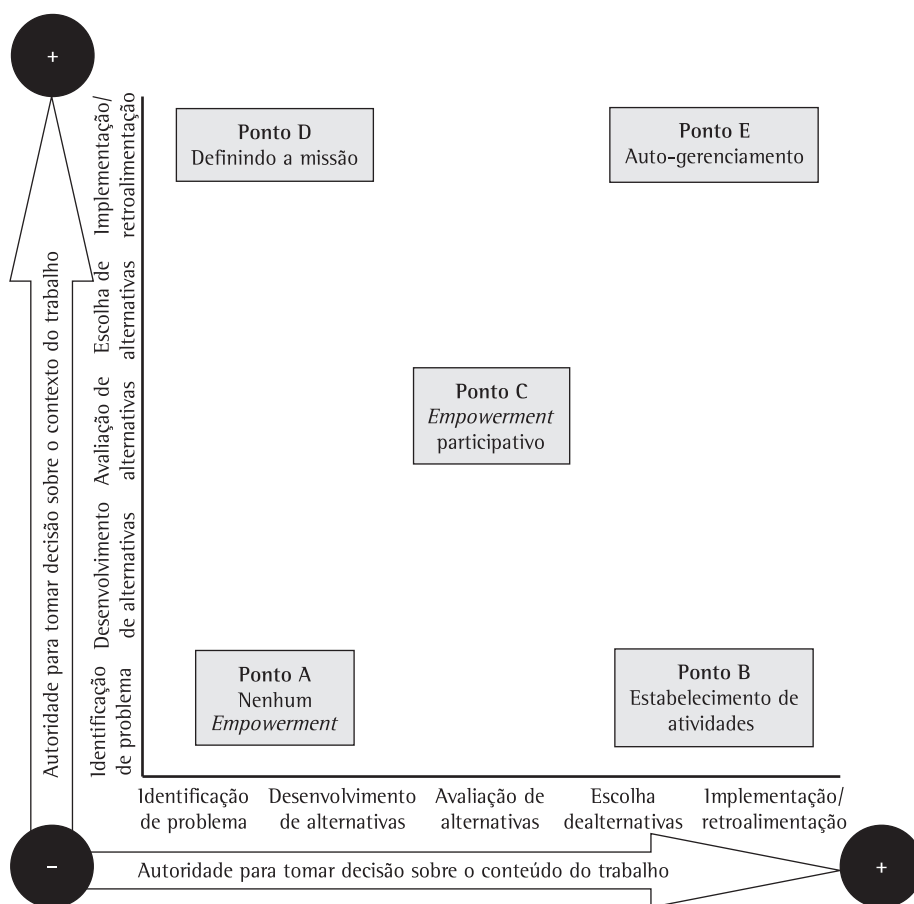 +
Ponto D
Definindo a missão
Ponto E
Auto-gerenciamento
Ponto C
Empowerment
participativo
Ponto A
Nenhum
Empowerment
Ponto B
Estabelecimento de
atividades
Autoridade para tomar decisão sobre o contexto do trabalho
Implementação/
retroalimentação
Escolha de
alternativas
Avaliação de
alternativas
Desenvolvimento
de alternativas
Identificação
de problema
Identificação
de problema
Desenvolvimento
de alternativas
Avaliação de
alternativas
Escolha
dealternativas
Implementação/
retroalimentação
–
Autoridade para tomar decisão sobre o conteúdo do trabalho
+